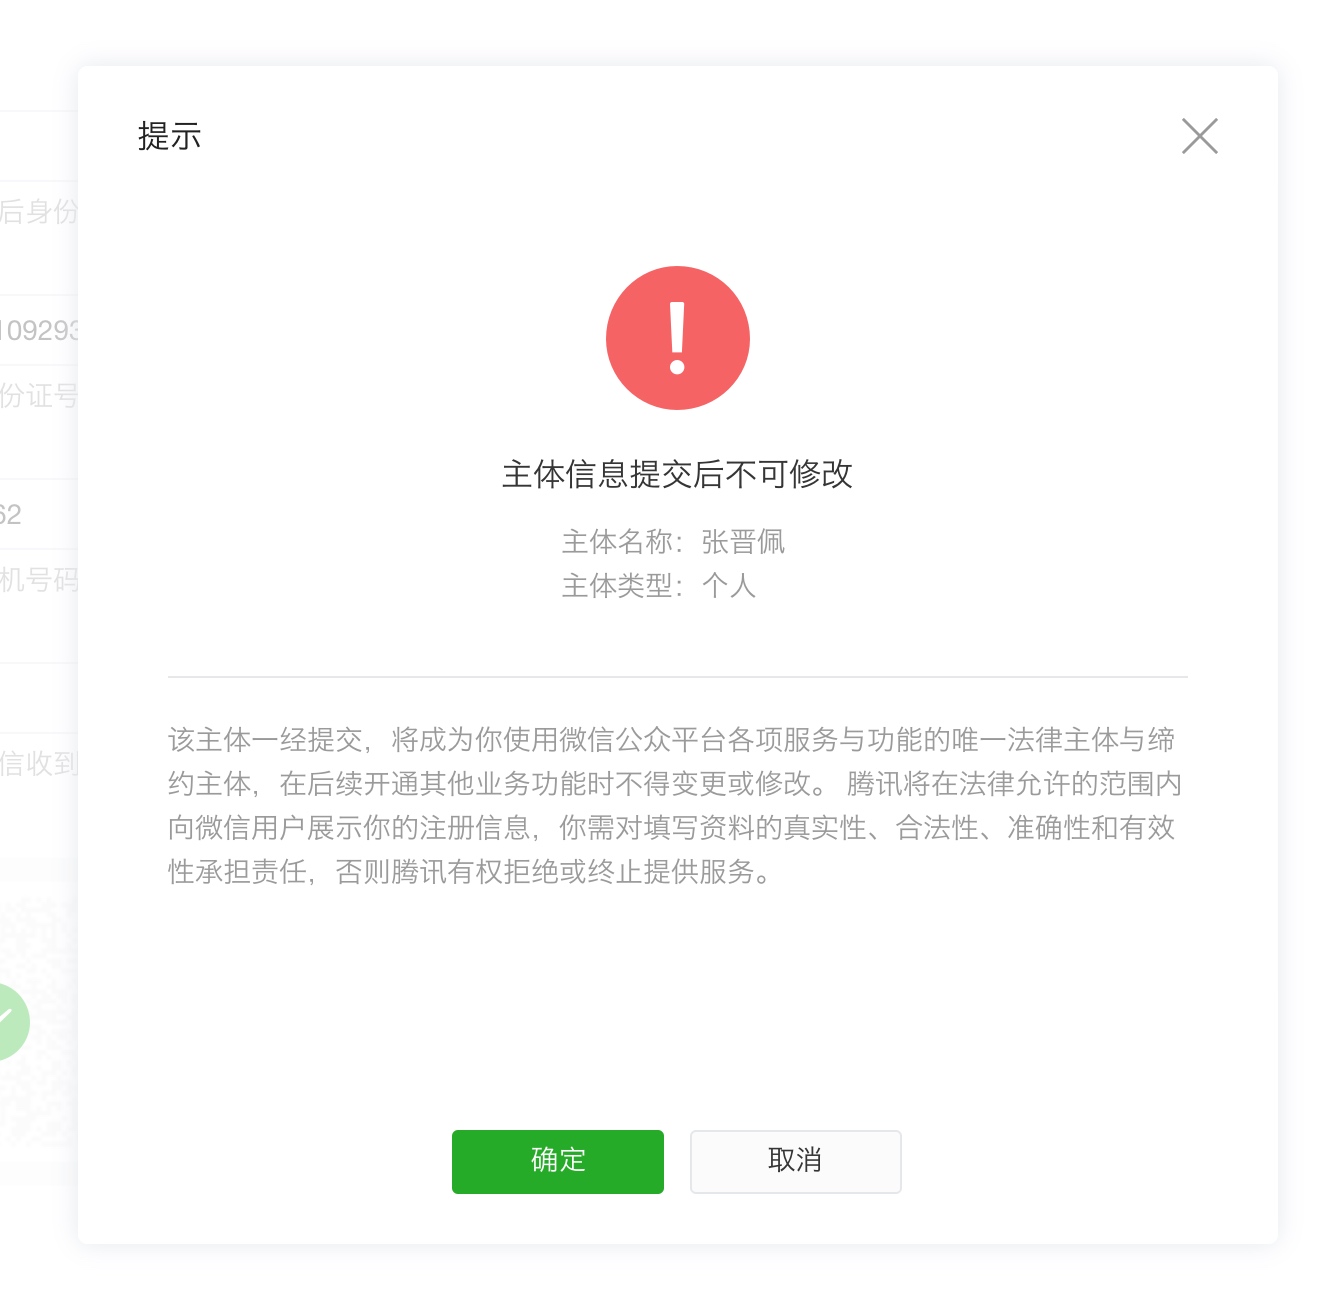 提示
后身份
109293
份证号
62
机号码
信收到
主体信息提交后不可修改
主体名称：张晋佩
主体类型：个人
该主体一经提交，将成为你使用微信公众平台各项服务与功能的唯一法律主体与缔
约主体，在后续开通其他业务功能时不得变更或修改。 腾讯将在法律允许的范围内
向微信用户展示你的注册信息，你需对填写资料的真实性、合法性、准确性和有效
性承担责任，否则腾讯有权拒绝或终止提供服务。
确定
取消